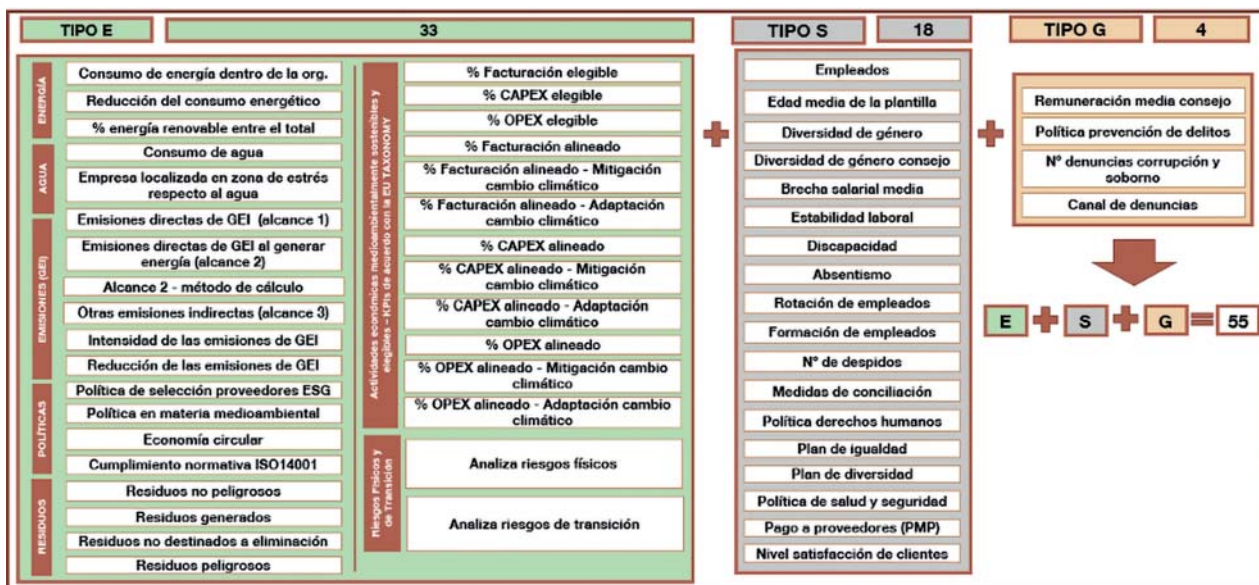 TIPO E
33
ENERGÍA
Consumo de energía dentro de la org.
Reducción del consumo energético
% energía renovable entre el total
AGUA
Consumo de agua
Empresa localizada en zona de estrés
respecto al agua
EMISIONES (GEI)
Emisiones directas de GEI (alcance 1)
Emisiones directas de GEI al generar
energía (alcance 2)
Alcance 2 - método de cálculo
Otras emisiones indirectas (alcance 3)
Intensidad de las emisiones de GEI
Reducción de las emisiones de GEI
POLÍTICAS
Política de selección proveedores ESG
Política en materia medioambiental
Economía circular
Cumplimiento normativa ISO14001
RESIDUOS
Residuos no peligrosos
Residuos generados
Residuos no destinados a eliminación
Residuos peligrosos
Actividades económicas medioambientalmente sostenibles y
elegibles – KPIs de acuerdo con la EU TAXONOMY
% Facturación elegible
% CAPEX elegible
% OPEX elegible
% Facturación alineado
% Facturación alineado - Mitigación
cambio climático
% Facturación alineado - Adaptación
cambio climático
% CAPEX alineado
% CAPEX alineado - Mitigación
cambio climático
% CAPEX alineado - Adaptación
cambio climático
% OPEX alineado
% OPEX alineado - Mitigación cambio
climático
% OPEX alineado - Adaptación cambio
climático
Riesgos Físicos y
de Transición
Analiza riesgos físicos
Analiza riesgos de transición
+
TIPO S
18
Empleados
Edad media de la plantilla
Diversidad de género
Diversidad de género consejo
Brecha salarial media
Estabilidad laboral
Discapacidad
Absentismo
Rotación de empleados
Formación de empleados
Nº de despidos
Medidas de conciliación
Política derechos humanos
Plan de igualdad
Plan de diversidad
Política de salud y seguridad
Pago a proveedores (PMP)
Nivel satisfacción de clientes
+
TIPO G
4
Remuneración media consejo
Política prevención de delitos
Nº denuncias corrupción y
soborno
Canal de denuncias
E + S + G = 55